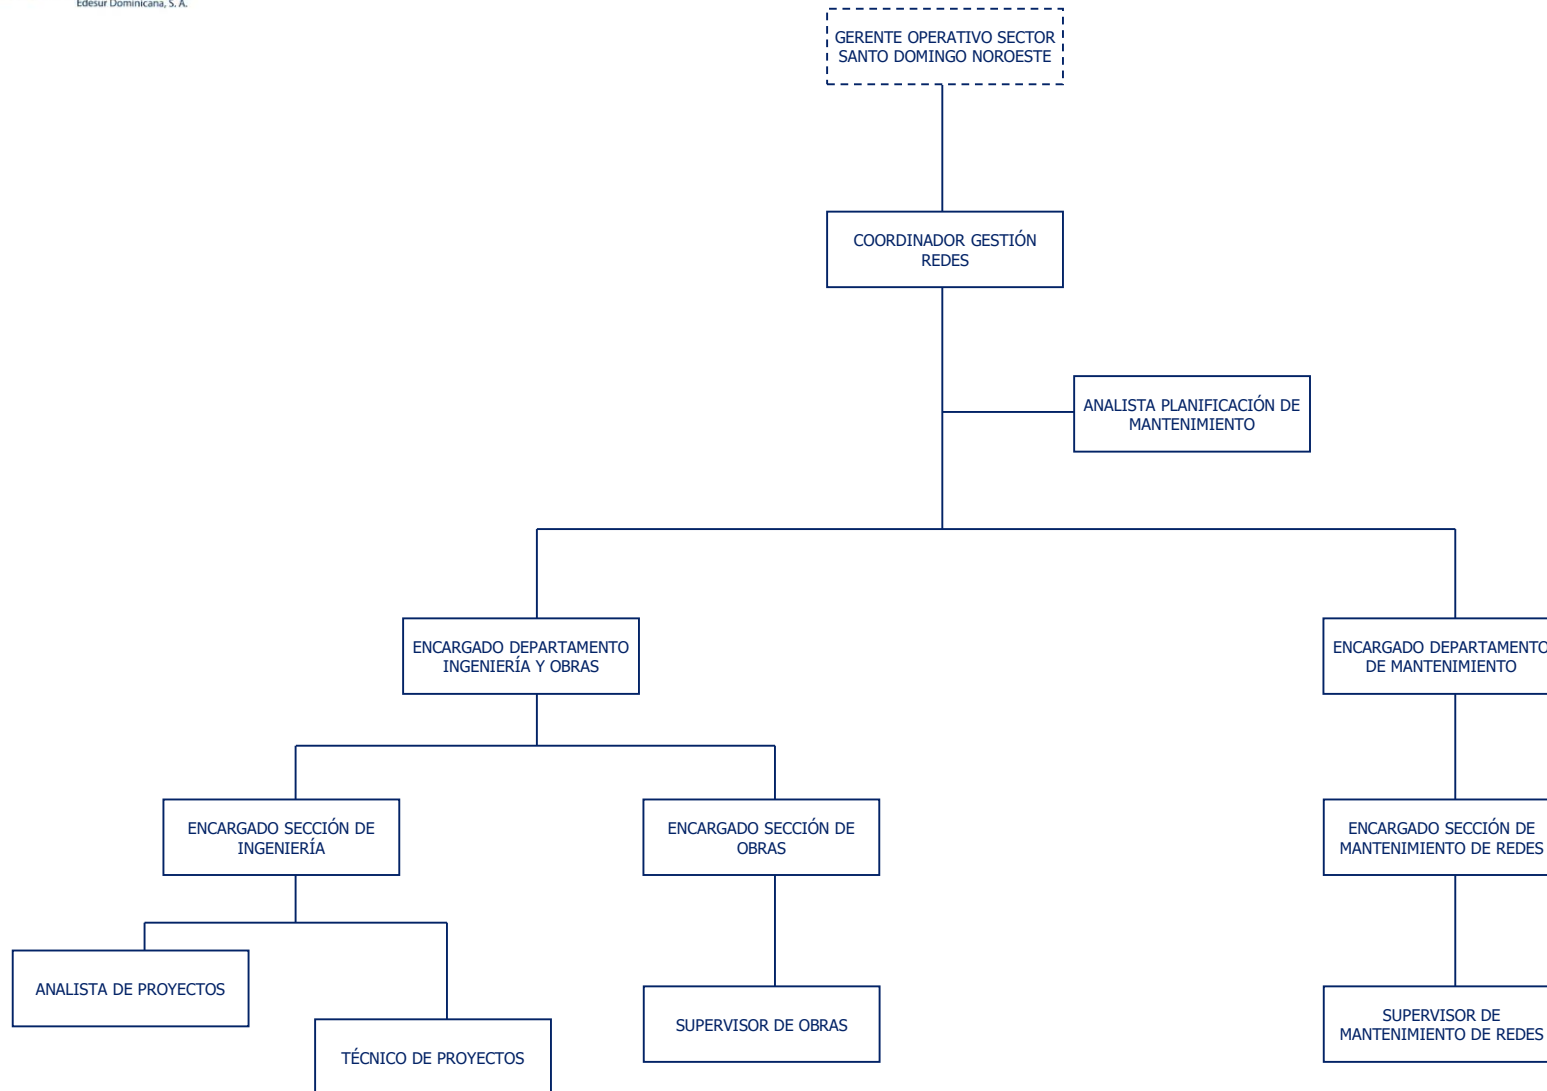 Edesur Dominicana, S. A.
GERENTE OPERATIVO SECTOR
SANTO DOMINGO NOROESTE
COORDINADOR GESTIÓN
REDES
ANALISTA PLANIFICACIÓN DE
MANTENIMIENTO
ENCARGADO DEPARTAMENTO
INGENIERÍA Y OBRAS
ENCARGADO DEPARTAMENTO
DE MANTENIMIENTO
ENCARGADO SECCIÓN DE
INGENIERÍA
ENCARGADO SECCIÓN DE
OBRAS
ENCARGADO SECCIÓN DE
MANTENIMIENTO DE REDES
ANALISTA DE PROYECTOS
TÉCNICO DE PROYECTOS
SUPERVISOR DE OBRAS
SUPERVISOR DE
MANTENIMIENTO DE REDES